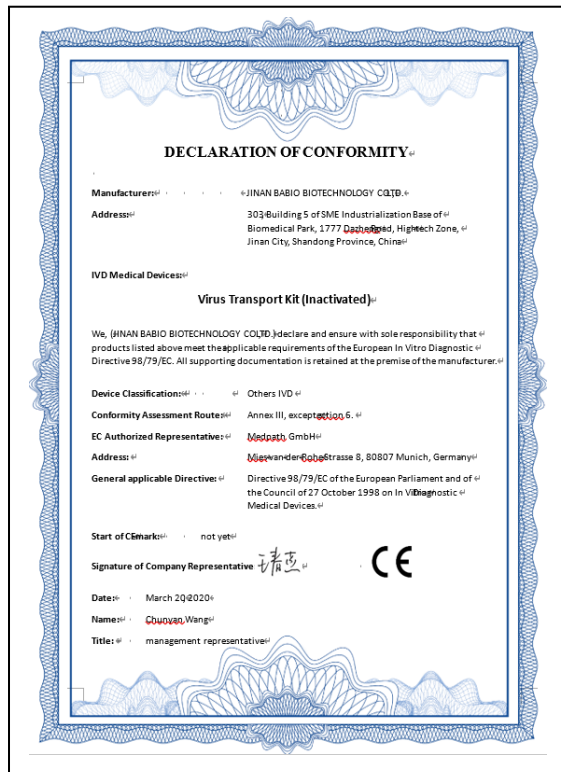 DECLARATION OF CONFORMITY
Manufacturer: JINAN BABIO BIOTECHNOLOGY CO,LTD.
Address: 303, Building 5 of SME Industrialization Base of
Biomedical Park, 1777 Dazheng Road, High-tech Zone,
Jinan City, Shandong Province, China
IVD Medical Devices:
Virus Transport Kit (Inactivated)
We, (JINAN BABIO BIOTECHNOLOGY CO,LTD.) declare and ensure with sole responsibility that
products listed above meet the applicable requirements of the European In Vitro Diagnostic
Directive 98/79/EC. All supporting documentation is retained at the premise of the manufacturer.
Device Classification: Others IVD
Conformity Assessment Route: Annex III, except section 6.
EC Authorized Representative: Medpath GmbH
Address: Mies-van-der-Rohe-Strasse 8, 80807 Munich, Germany
General applicable Directive: Directive 98/79/EC of the European Parliament and of
the Council of 27 October 1998 on In Vitro Diagnostic
Medical Devices.
Start of CE-mark: not yet
Signature of Company Representative
CE
Date: March 20, 2020
Name: Chunyan Wang
Title: management representative